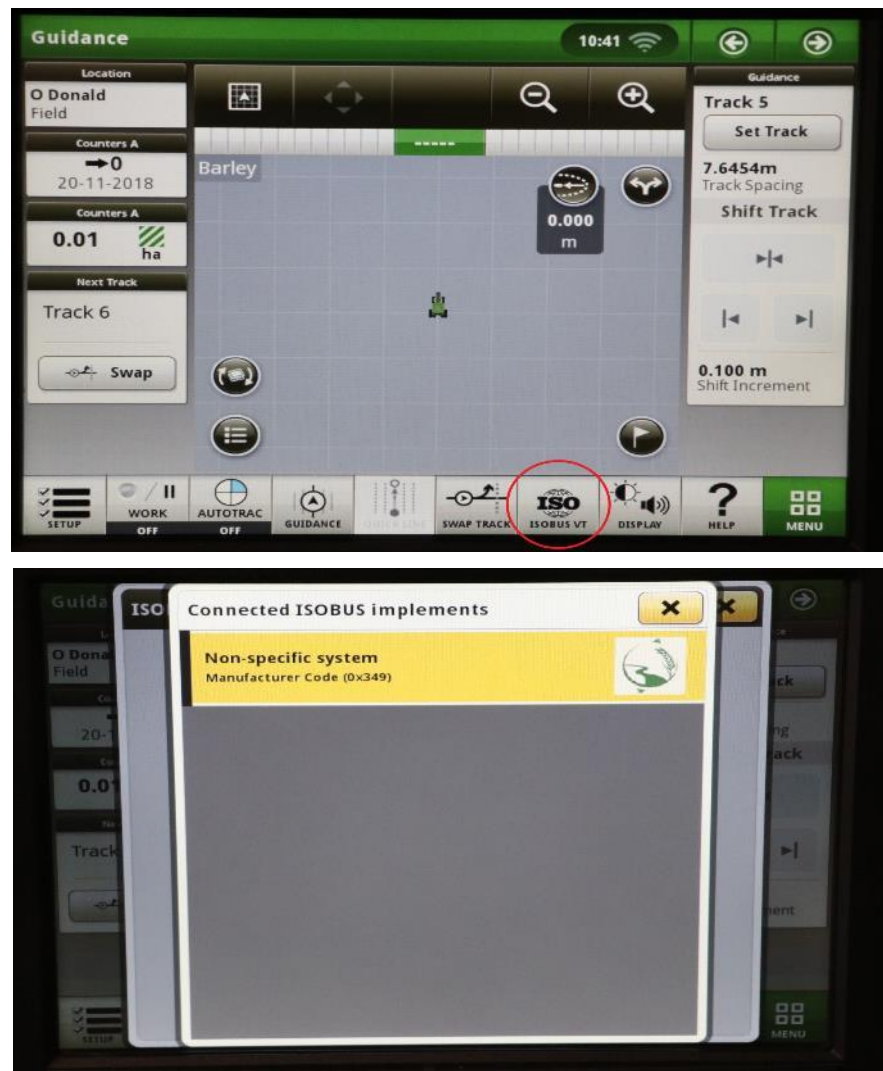 Guidance
10:41
Location
O Donald
Field
Counters A
0
20-11-2018
Counters A
0.01
ha
Next Track
Track 6
Swap
Barley
-----
0.000
m
Guidance
Track 5
Set Track
7.6454m
Track Spacing
Shift Track
0.100 m
Shift Increment
SETUP
WORK
OFF
AUTOTRAC
OFF
GUIDANCE
SWAP TRACK
ISO
ISOBUS VT
DISPLAY
?
HELP
MENU
Guida
ISO
Connected ISOBUS implements
Non-specific system
Manufacturer Code (0x349)
O Dona
Field
20-1
0.01
Track
SETUP
ck
ng
ack
ment
MENU